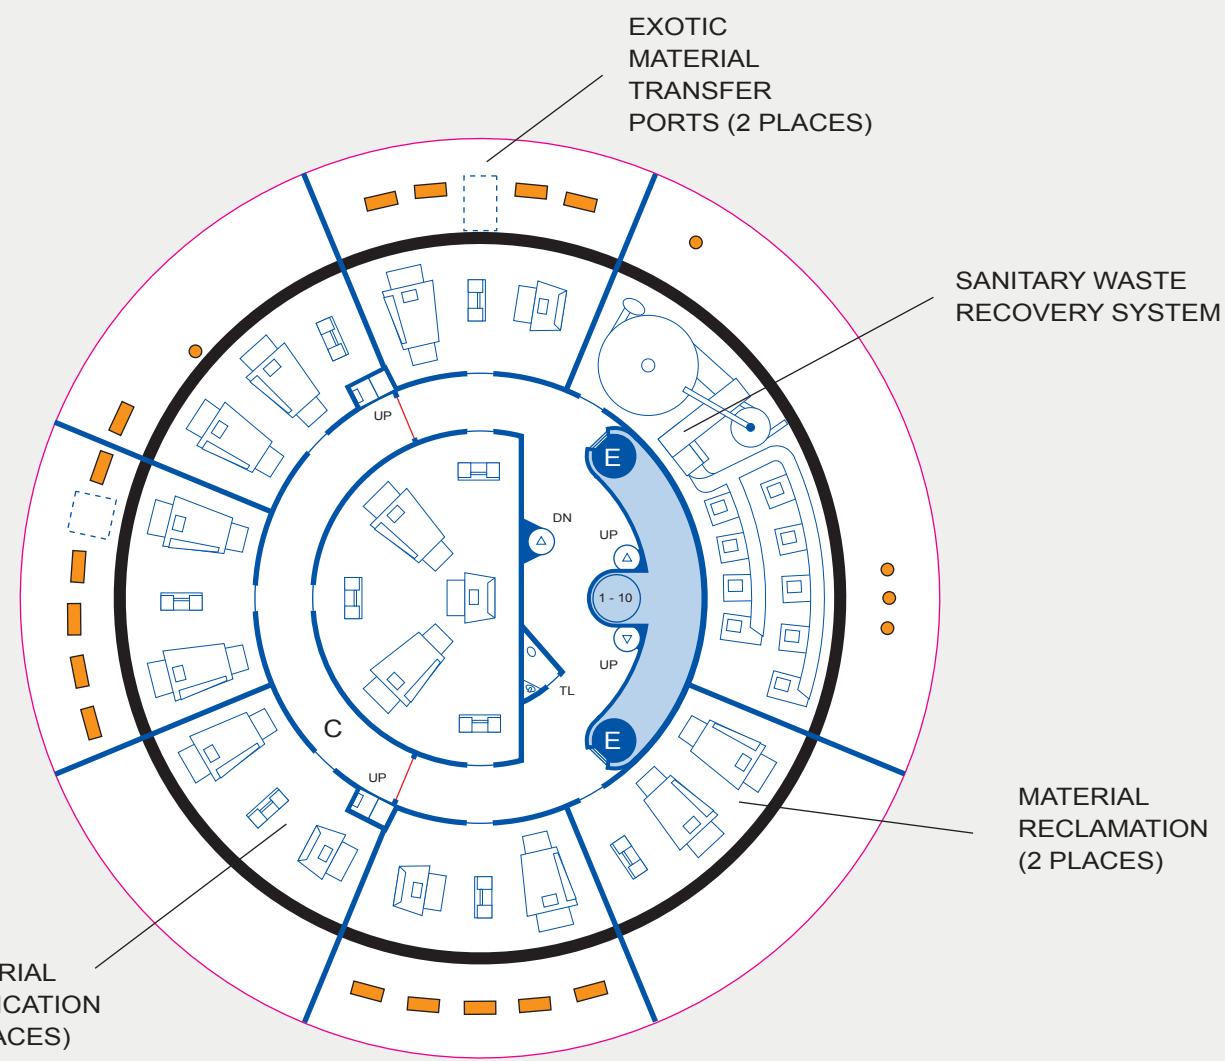 EXOTIC
MATERIAL
TRANSFER
PORTS (2 PLACES)
SANITARY WASTE
RECOVERY SYSTEM
UP
E
DN
UP
1 - 10
UP
TL
C
E
UP
MATERIAL
RECLAMATION
(2 PLACES)
RIAL
ICATION
ACES)